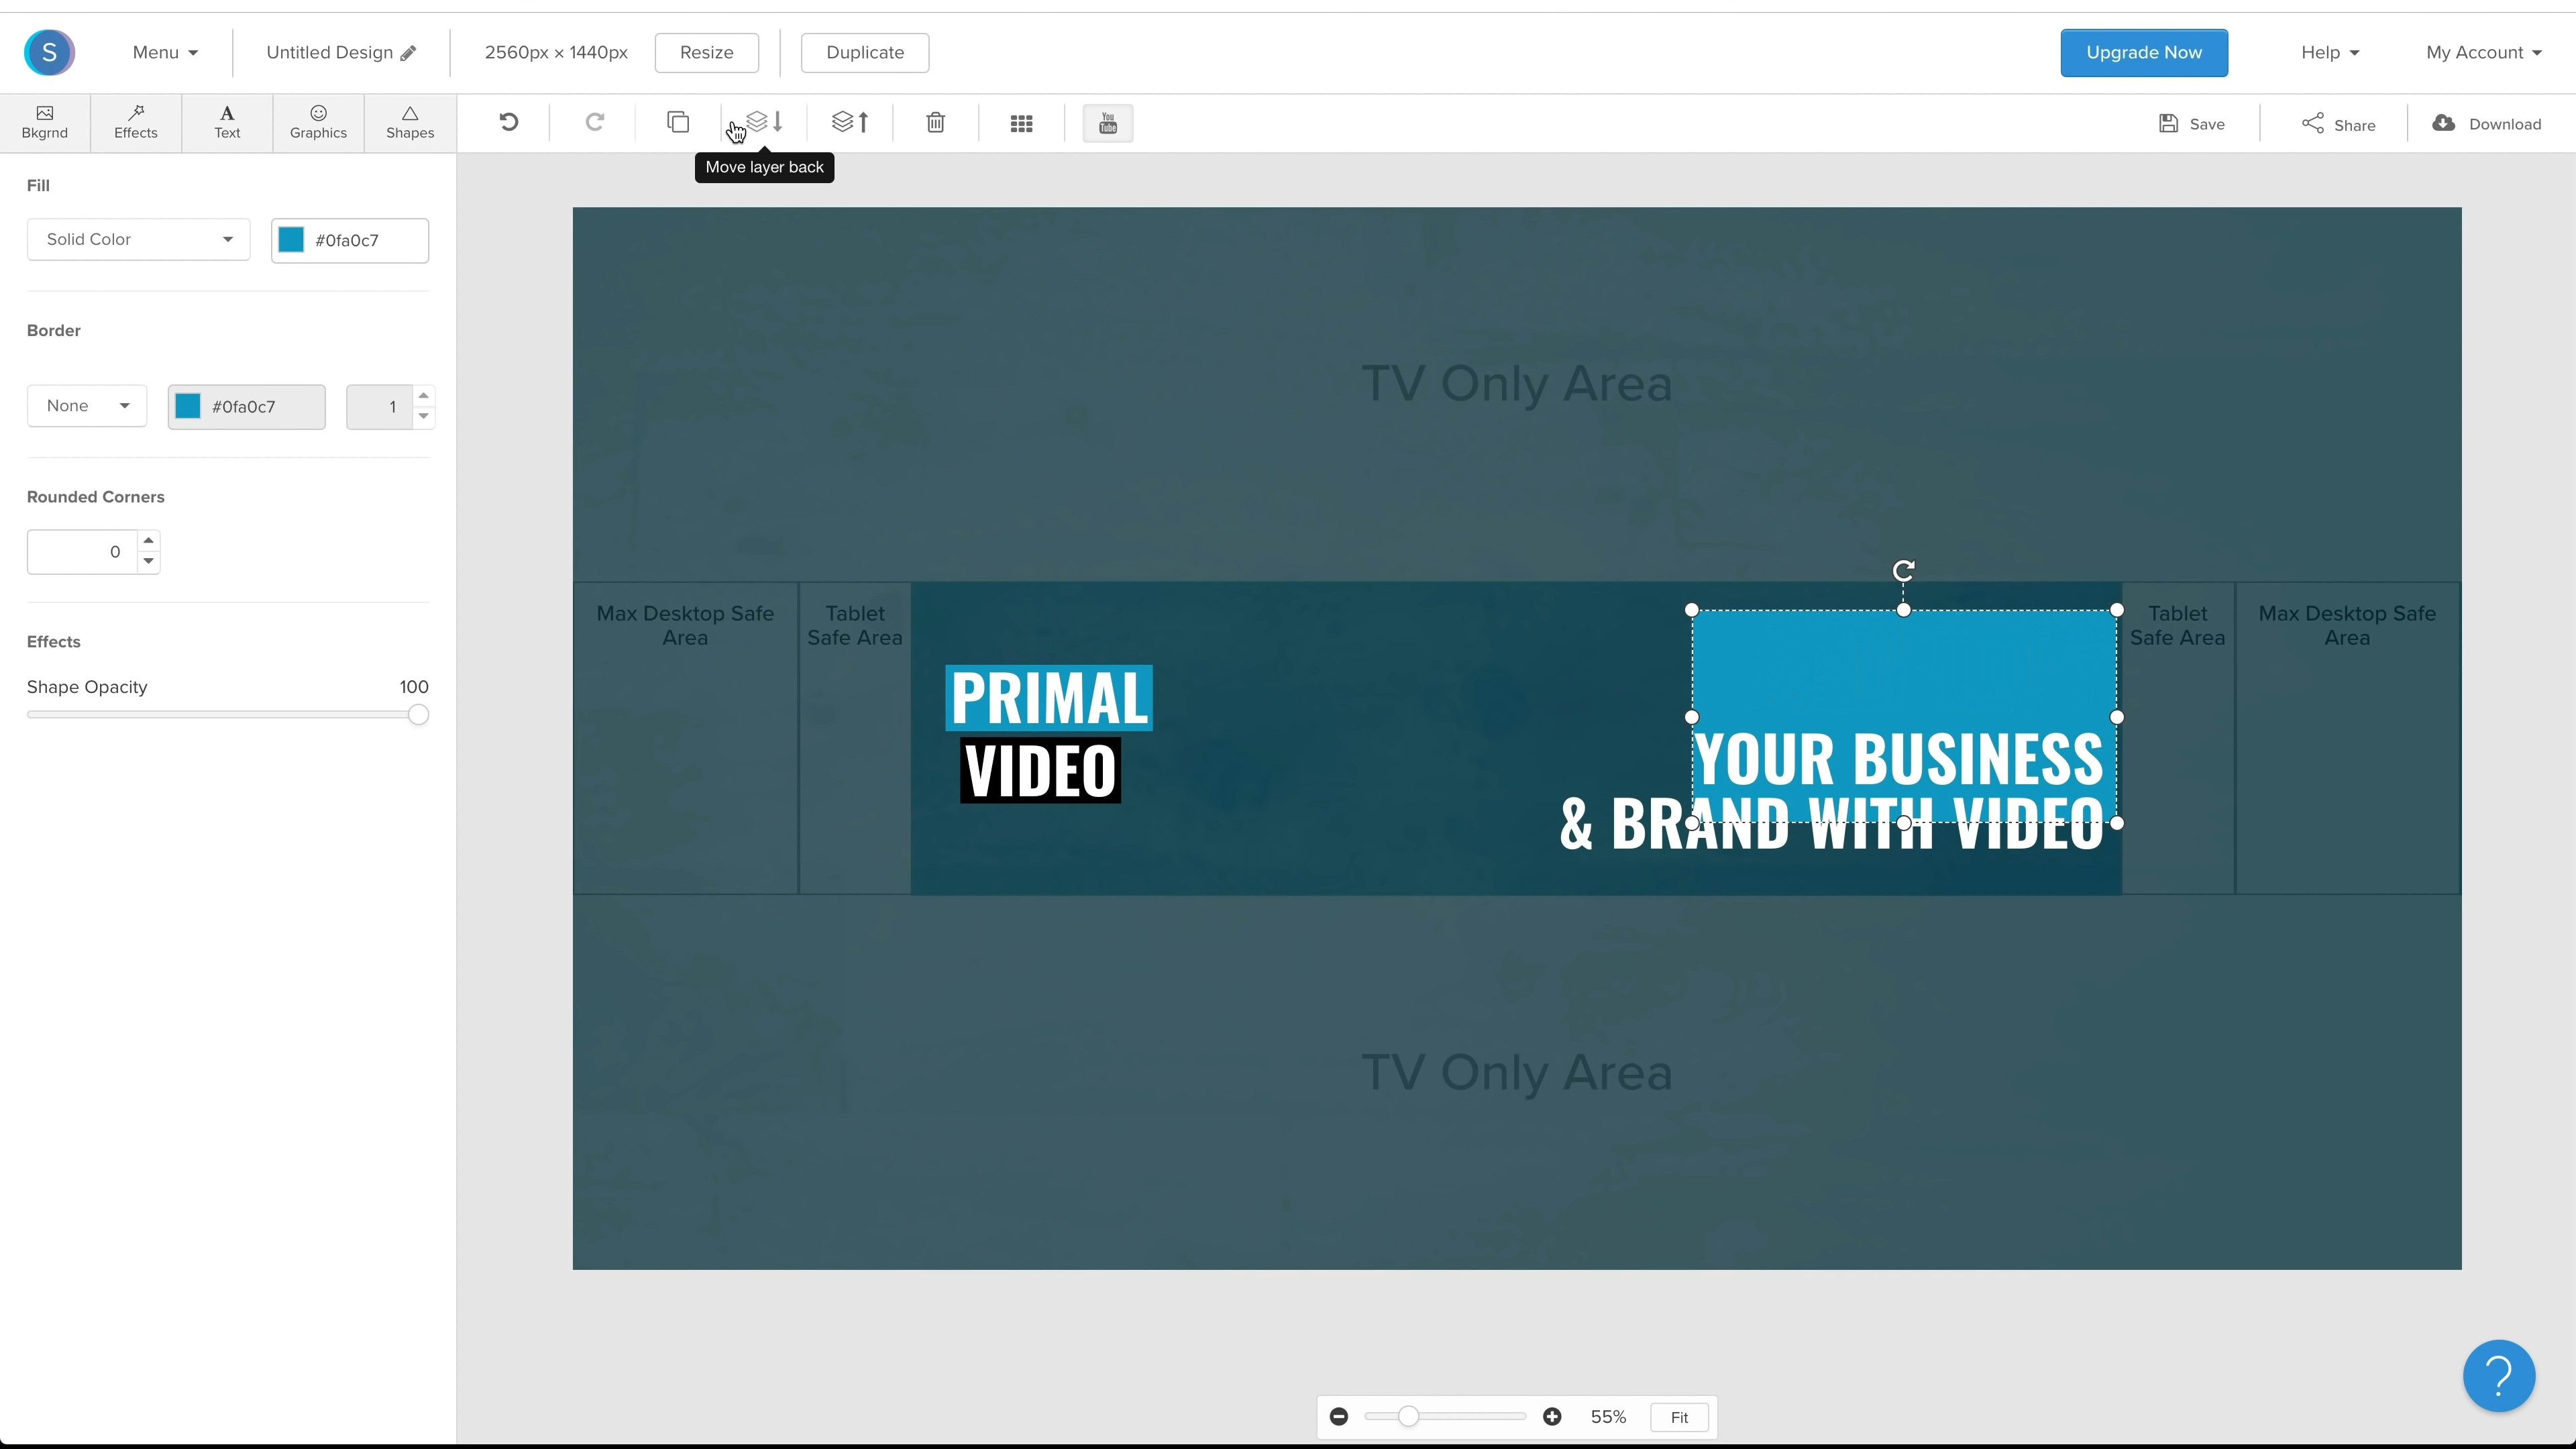 S
Menu
Untitled Design
2560px × 1440px
Resize
Duplicate
Upgrade Now
Help
My Account
Bkgrnd
Effects
Text
Graphics
Shapes
You
Tube
Save
Share
Download
Move layer back
Fill
Solid Color
#0fa0c7
Border
None
#0fa0c7
1
Rounded Corners
0
Effects
Shape Opacity
100
TV Only Area
Max Desktop Safe
Area
Tablet
Safe Area
PRIMAL
VIDEO
YOUR BUSINESS
& BRAND WITH VIDEO
Tablet
Safe Area
Max Desktop Safe
Area
TV Only Area
55%
Fit
?